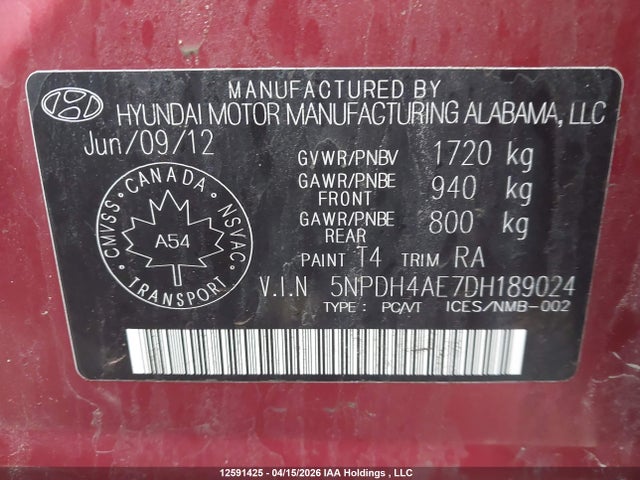 MANUFACTURED BY
HYUNDAI MOTOR MANUFACTURING ALABAMA, LLC
Jun/09/12
GVWR/PNBV 1720 kg
GAWR/PNBE FRONT 940 kg
GAWR/PNBE REAR 800 kg
PAINT T4 TRIM RA
V.I.N 5NPDH4AE7DH189024
TYPE : PC/VT ICES/NMB-002
CMVSS • CANADA • NSVAC • TRANSPORT •
A54
12591425 - 04/15/2026 IAA Holdings , LLC